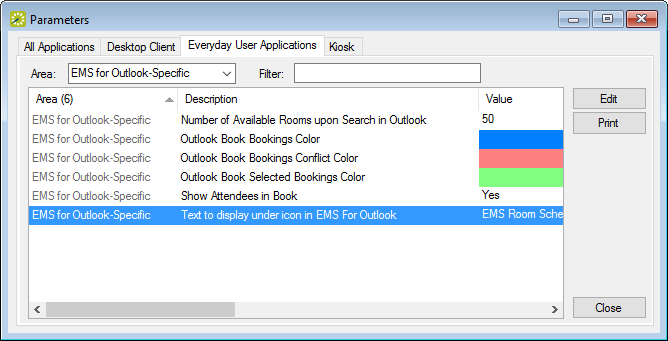 Parameters
All Applications Desktop Client Everyday User Applications Kiosk
Area: EMS for Outlook-Specific Filter:
Area (6) Description Value
EMS for Outlook-Specific Number of Available Rooms upon Search in Outlook 50
EMS for Outlook-Specific Outlook Book Bookings Color
EMS for Outlook-Specific Outlook Book Bookings Conflict Color
EMS for Outlook-Specific Outlook Book Selected Bookings Color
EMS for Outlook-Specific Show Attendees in Book Yes
EMS for Outlook-Specific Text to display under icon in EMS For Outlook EMS Room Sche
Edit
Print
Close